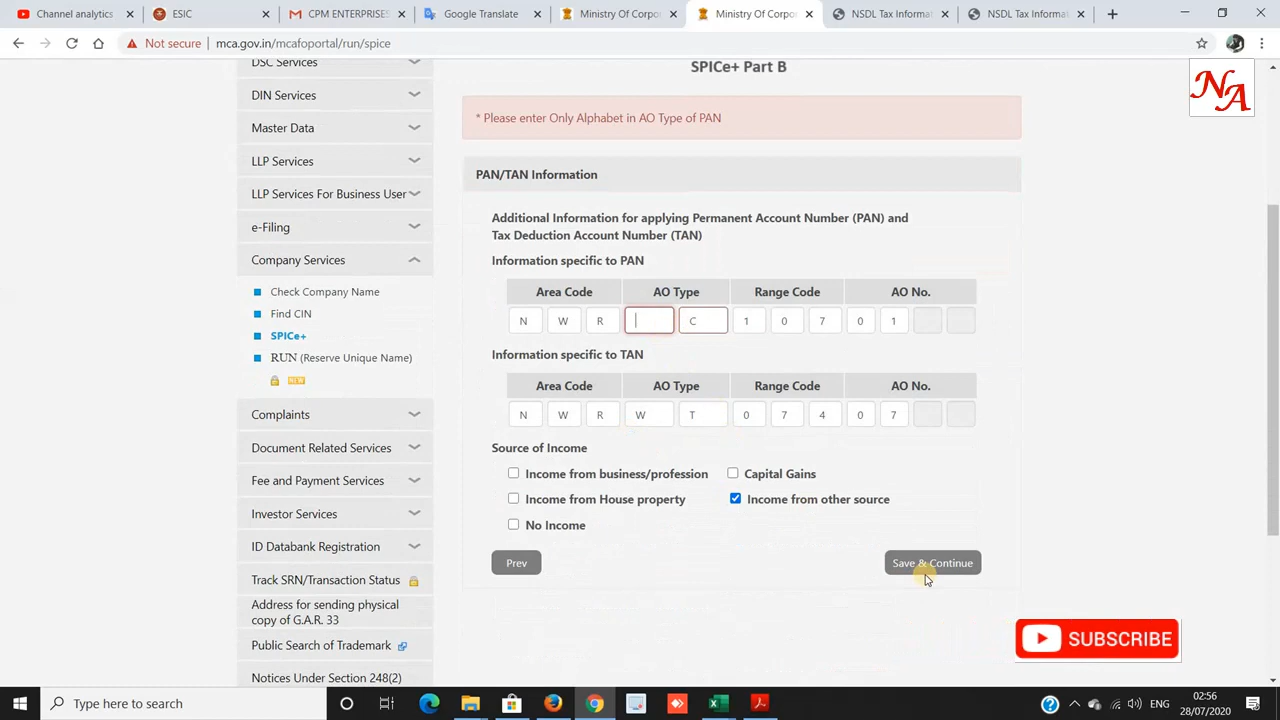 Channel analytics
ESIC
CPM ENTERPRISES
Google Translate
Ministry Of Corpor
Ministry Of Corpor
NSDL Tax Informat
NSDL Tax Informat
Not secure
mca.gov.in/mcafoportal/run/spice
NA
DSC Services
DIN Services
Master Data
LLP Services
LLP Services For Business User
e-Filing
Company Services
Check Company Name
Find CIN
SPICe+
RUN (Reserve Unique Name)
NEW
Complaints
Document Related Services
Fee and Payment Services
Investor Services
ID Databank Registration
Track SRN/Transaction Status
Address for sending physical
copy of G.A.R. 33
Public Search of Trademark
Notices Under Section 248(2)
SPICe+ Part B
* Please enter Only Alphabet in AO Type of PAN
PAN/TAN Information
Additional Information for applying Permanent Account Number (PAN) and
Tax Deduction Account Number (TAN)
Information specific to PAN
Area Code AO Type Range Code AO No.
N W R C 1 0 7 0 1
Information specific to TAN
Area Code AO Type Range Code AO No.
N W R W T 0 7 4 0 7
Source of Income
Income from business/profession Capital Gains
Income from House property Income from other source
No Income
Prev Save & Continue
SUBSCRIBE
Type here to search
ENG
02:56
28/07/2020